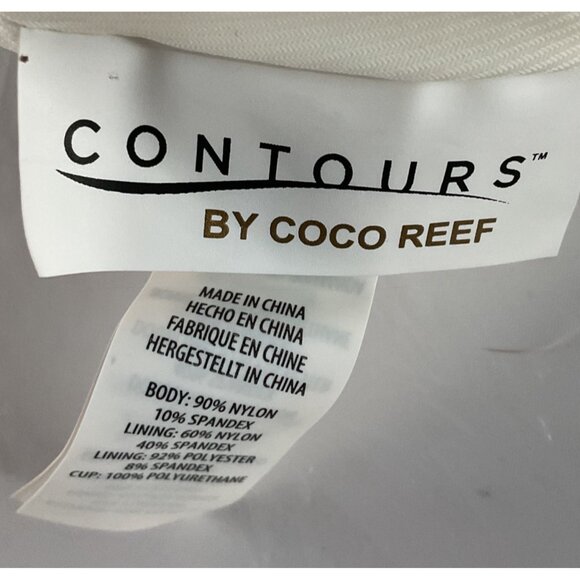 CONTOURS™
BY COCO REEF
MADE IN CHINA
HECHO EN CHINA
FABRIQUE EN CHINE
HERGESTELLT IN CHINA
BODY: 90% NYLON
10% SPANDEX
LINING: 60% NYLON
40% SPANDEX
LINING: 92% POLYESTER
8% SPANDEX
CUP: 100% POLYURETHANE